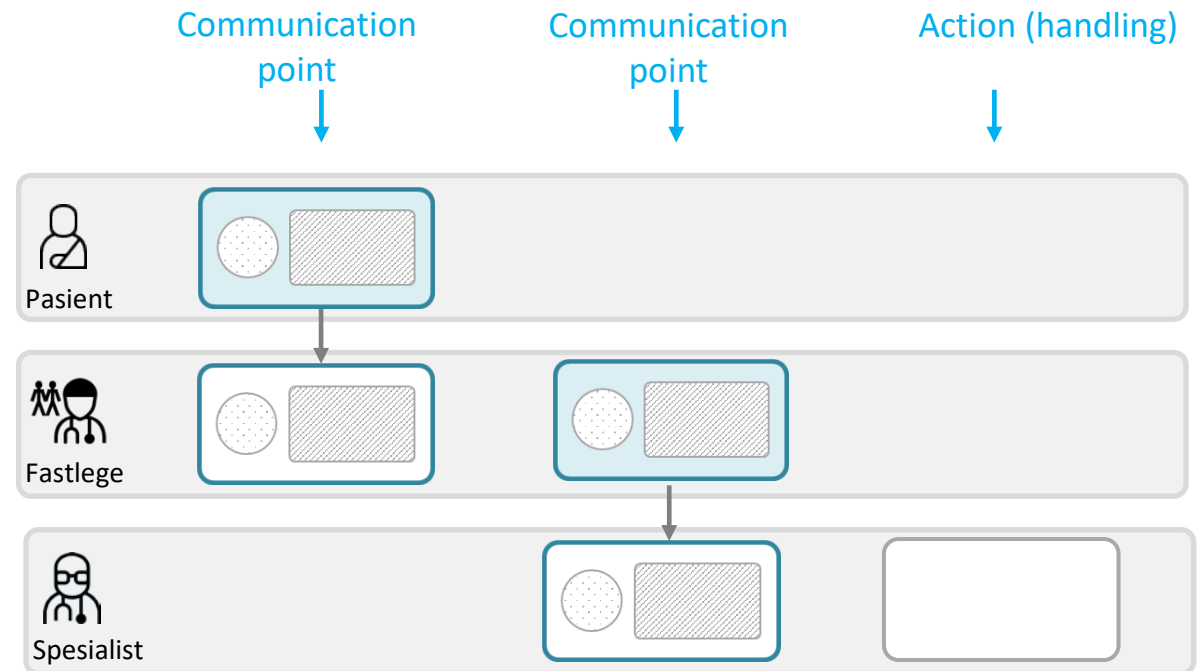 Communication
point
Communication
point
Action (handling)
Pasient
Fastlege
Spesialist